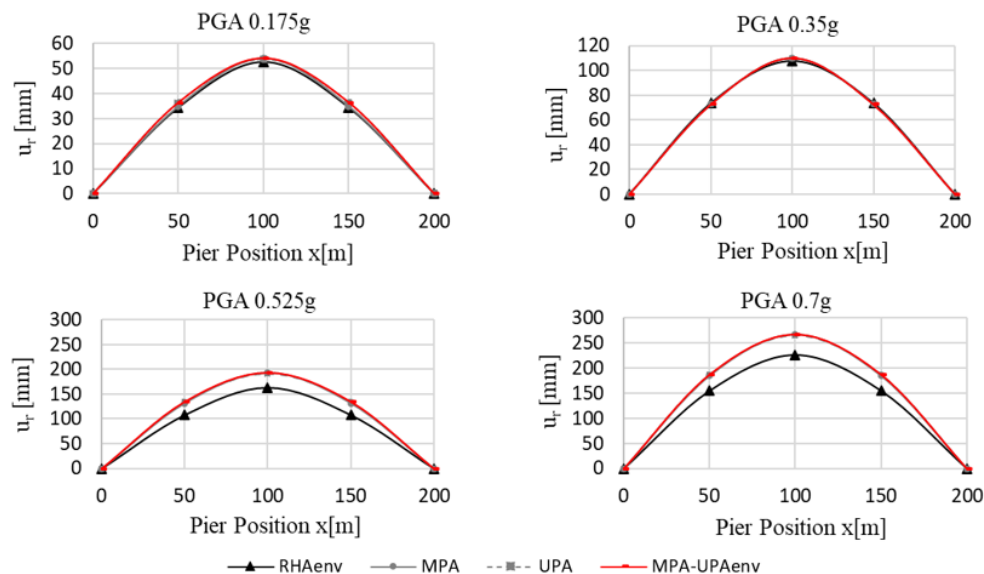 PGA 0.175g
60
50
40
30
20
10
0
u_r [mm]
0 50 100 150 200
Pier Position x[m]
PGA 0.35g
120
100
80
60
40
20
0
u_r [mm]
0 50 100 150 200
Pier Position x[m]
PGA 0.525g
300
250
200
150
100
50
0
u_r [mm]
0 50 100 150 200
Pier Position x[m]
PGA 0.7g
300
250
200
150
100
50
0
u_r [mm]
0 50 100 150 200
Pier Position x[m]
RHAenv MPA UPA MPA-UPAenv